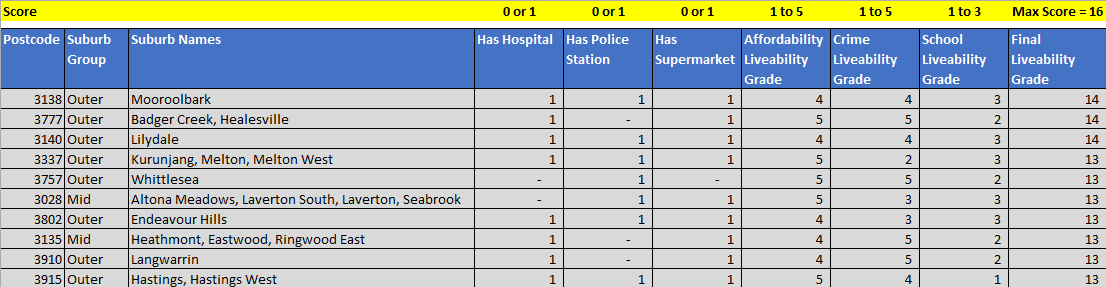 Score 0 or 1 0 or 1 0 or 1 1 to 5 1 to 5 1 to 3 Max Score = 16
Postcode Suburb Suburb Names Has Hospital Has Police Has Affordability Crime School Final
Group Station Supermarket Liveability Liveability Liveability Liveability
Grade Grade Grade Grade
3138 Outer Mooroolbark 1 1 1 4 4 3 14
3777 Outer Badger Creek, Healesville 1 - 1 5 5 2 14
3140 Outer Lilydale 1 1 1 4 4 3 14
3337 Outer Kurunjang, Melton, Melton West 1 1 1 5 2 3 13
3757 Outer Whittlesea - 1 - 5 5 2 13
3028 Mid Altona Meadows, Laverton South, Laverton, Seabrook - 1 1 5 3 3 13
3802 Outer Endeavour Hills 1 1 1 4 3 3 13
3135 Mid Heathmont, Eastwood, Ringwood East 1 - 1 4 5 2 13
3910 Outer Langwarrin 1 - 1 4 5 2 13
3915 Outer Hastings, Hastings West 1 1 1 5 4 1 13